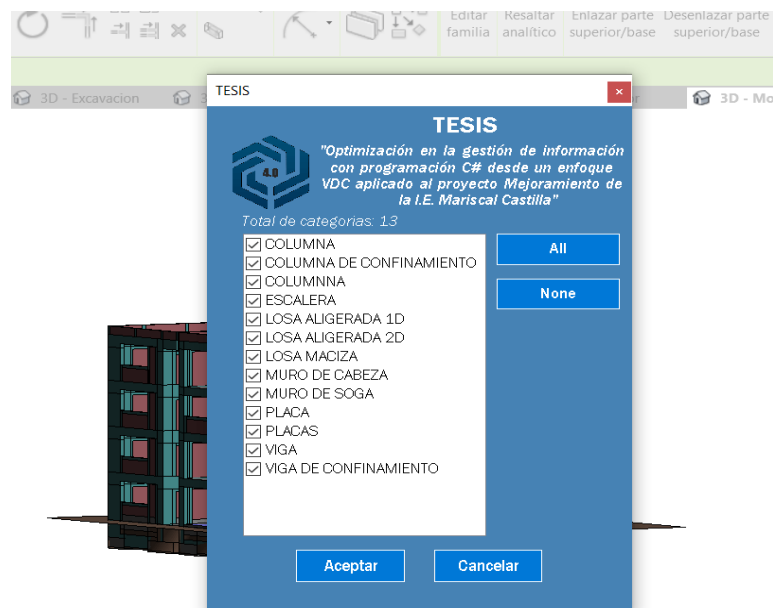 Editar Resaltar Enlazar parte Desenlazar parte
familia analítico superior/base superior/base
3D - Excavacion
3D - Mo
TESIS
TESIS
"Optimización en la gestión de información
con programación C# desde un enfoque
VDC aplicado al proyecto Mejoramiento de
la I.E. Mariscal Castilla"
4.0
Total de categorias: 13
COLUMNA
COLUMNA DE CONFINAMIENTO
COLUMNNA
ESCALERA
LOSA ALIGERADA 1D
LOSA ALIGERADA 2D
LOSA MACIZA
MURO DE CABEZA
MURO DE SOGA
PLACA
PLACAS
VIGA
VIGA DE CONFINAMIENTO
All
None
Aceptar
Cancelar